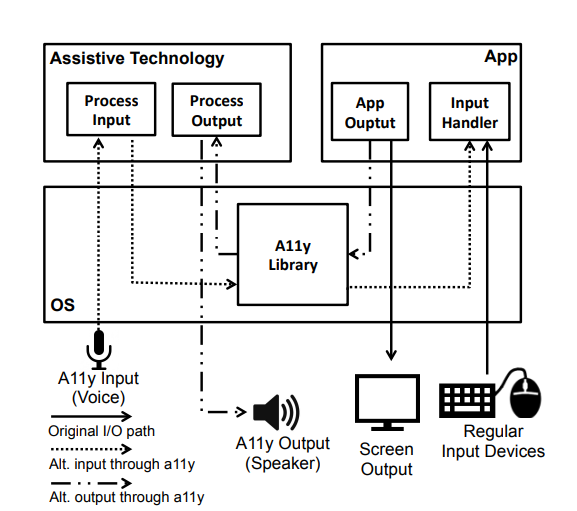 Assistive Technology
App
Process
Input
Process
Output
App
Ouptut
Input
Handler
A11y
Library
OS
A11y Input
(Voice)
Original I/O path
Alt. input through a11y
Alt. output through a11y
A11y Output
(Speaker)
Screen
Output
Regular
Input Devices